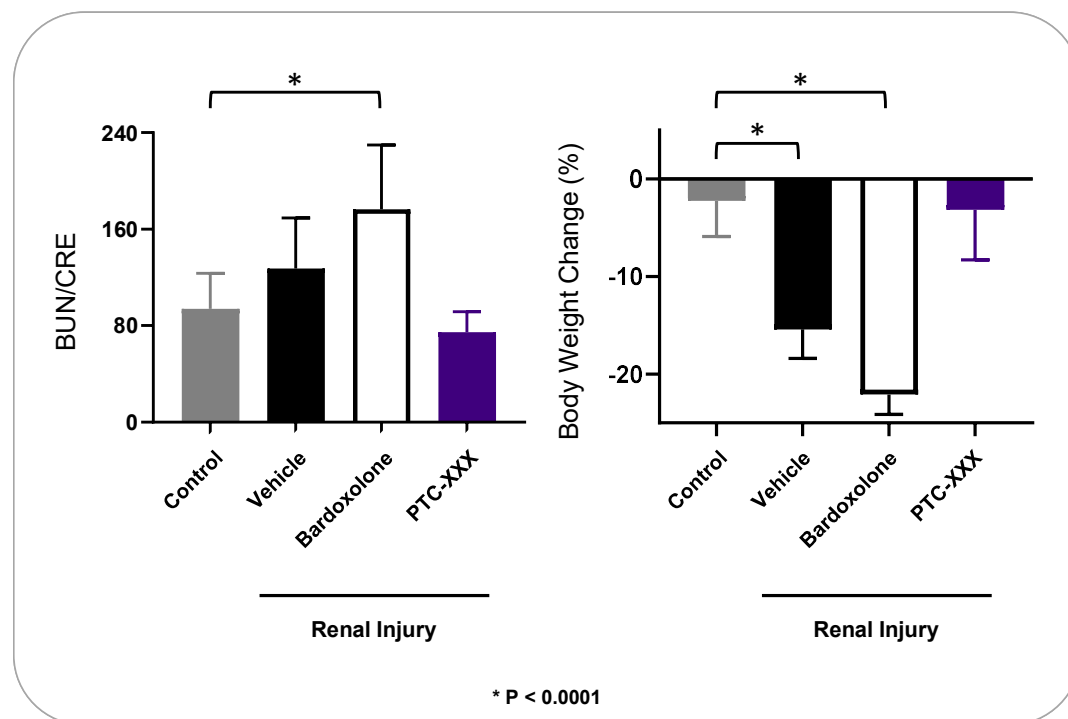 *
240
160
80
0
BUN/CRE
Control
Vehicle
Bardoxolone
PTC-XXX
Renal Injury
*
*
0
-10
-20
Body Weight Change (%)
Control
Vehicle
Bardoxolone
PTC-XXX
Renal Injury
* P < 0.0001